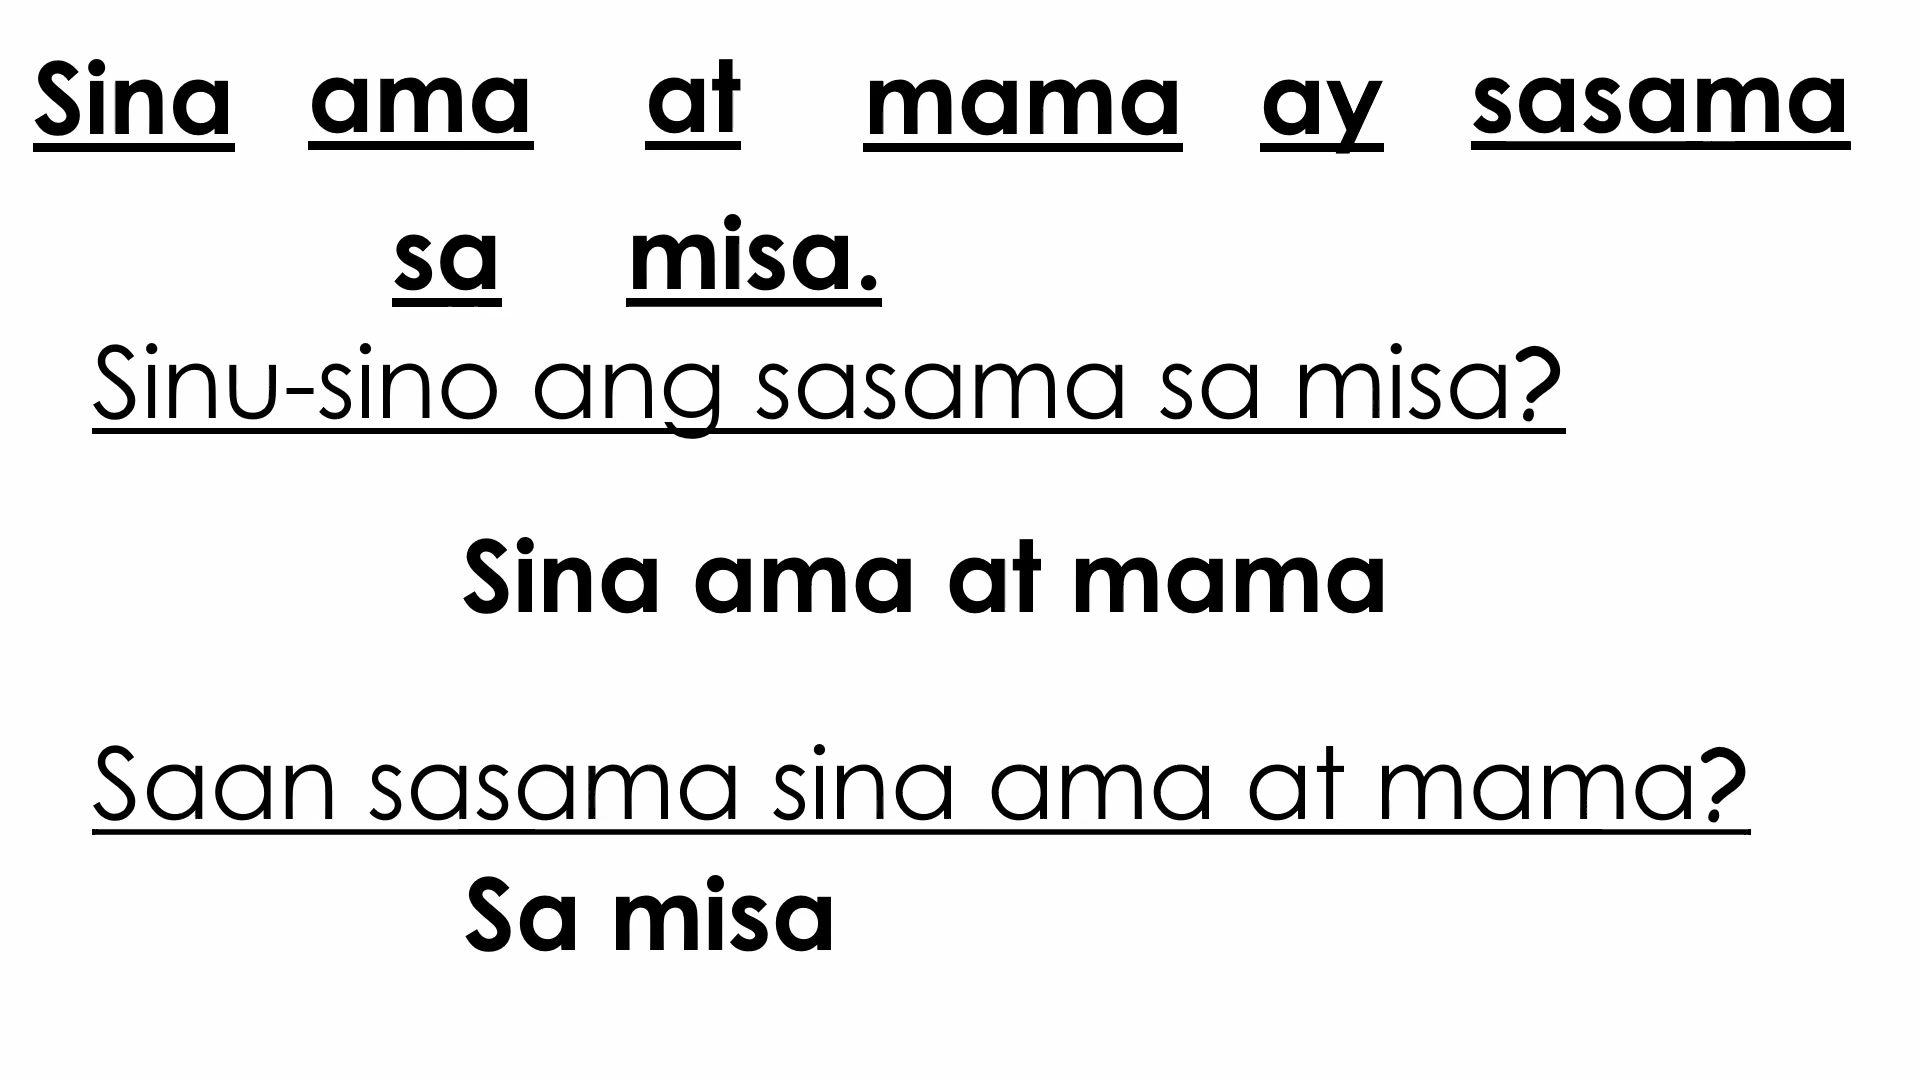 Sina ama at mama ay sasama
sa misa.
Sinu-sino ang sasama sa misa?
Sina ama at mama
Saan sasama sina ama at mama?
Sa misa